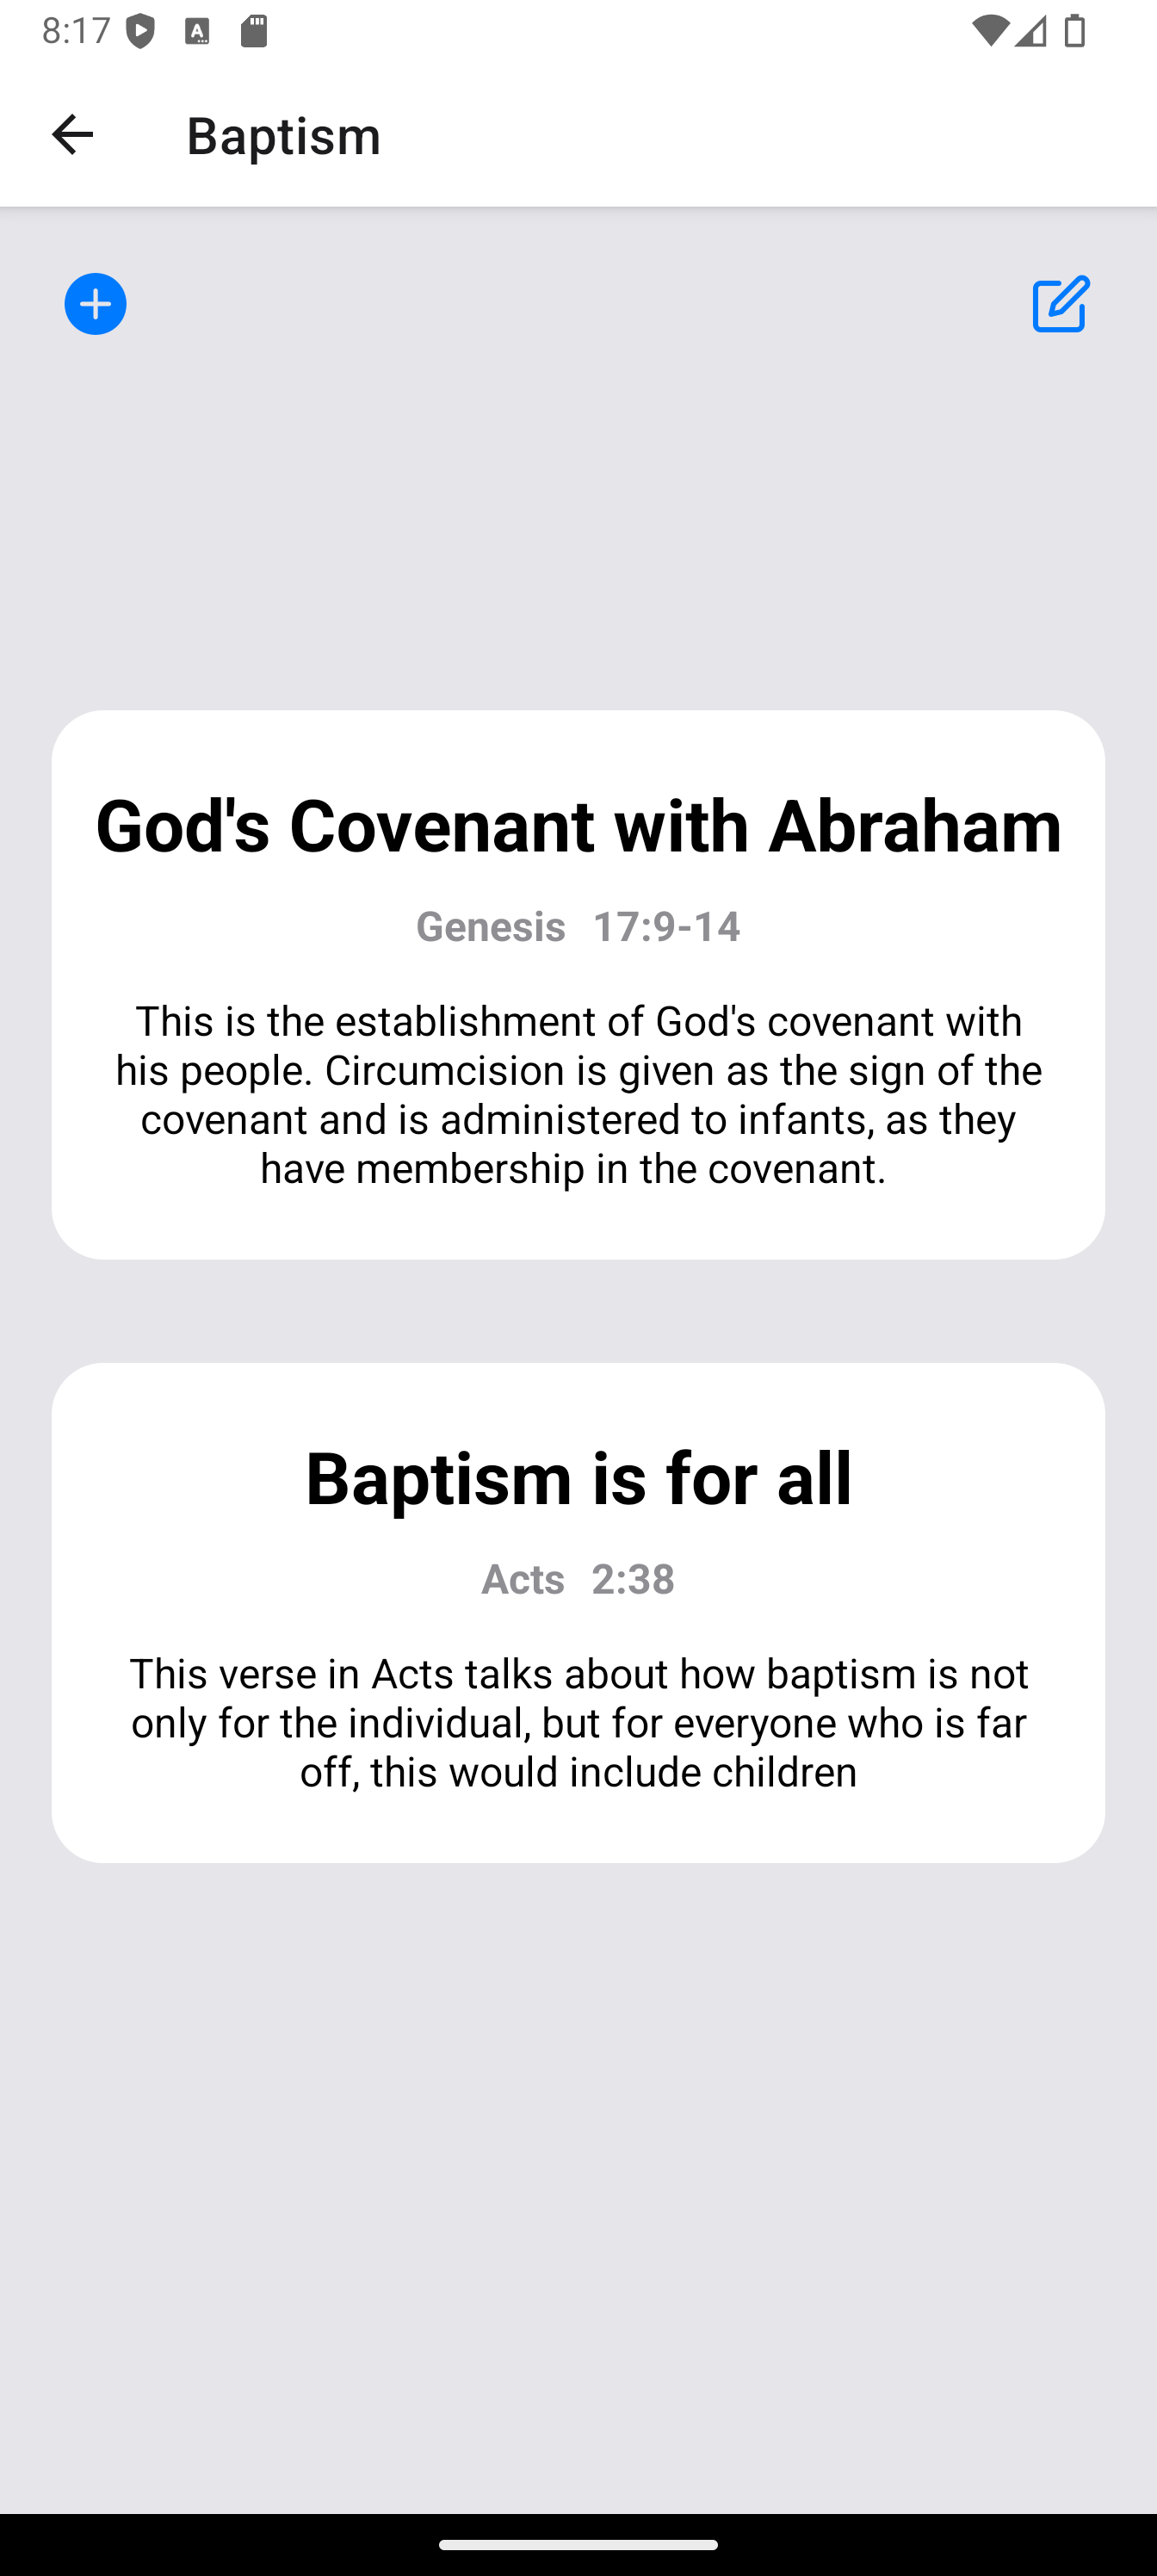 8:17
Baptism
God's Covenant with Abraham
Genesis 17:9-14
This is the establishment of God's covenant with
his people. Circumcision is given as the sign of the
covenant and is administered to infants, as they
have membership in the covenant.
Baptism is for all
Acts 2:38
This verse in Acts talks about how baptism is not
only for the individual, but for everyone who is far
off, this would include children